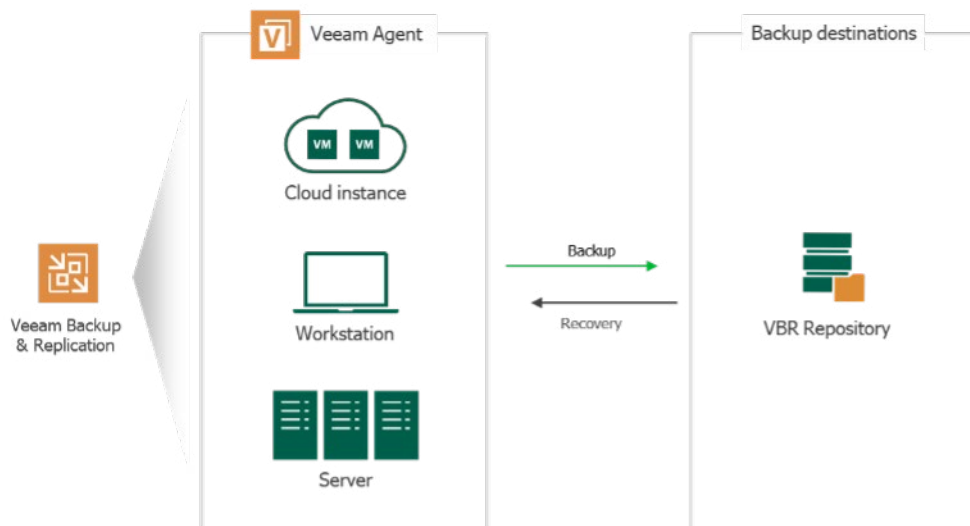 Veeam Agent
Backup destinations
VM VM
Cloud instance
Backup
Workstation
Recovery
Veeam Backup
& Replication
VBR Repository
Server